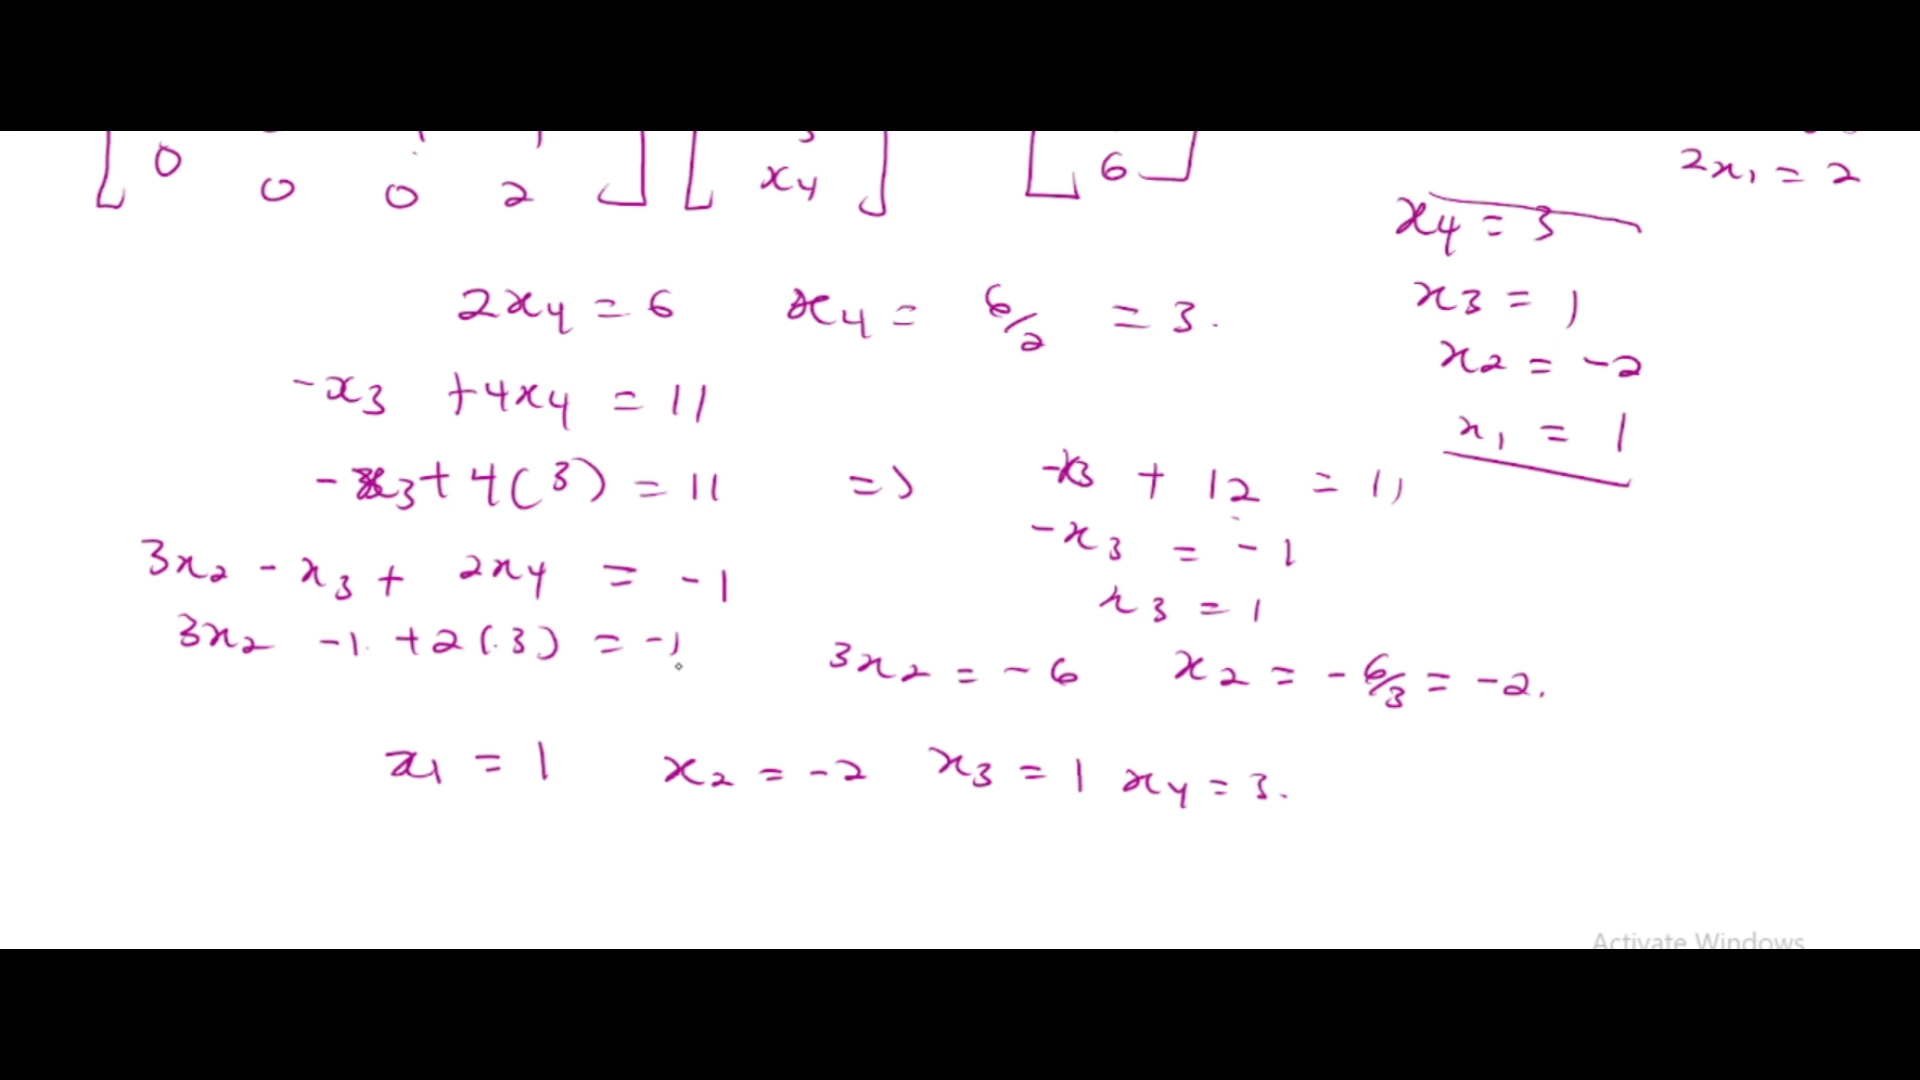 0
0 0 2 x4 6
2x1 = 2
x4 = 3
2x4 = 6 x4 = 6/2 = 3.
x3 = 1
x2 = -2
-x3 +4x4 = 11
x1 = 1
-x3 + 4(3) = 11 => -x3 + 12 = 11
-x3 = -1
3x2 - x3 + 2x4 = -1
x3 = 1
3x2 -1 +2(3) = -1
3x2 = -6 x2 = -6/3 = -2.
x1 = 1 x2 = -2 x3 = 1 x4 = 3.
Activate Windows